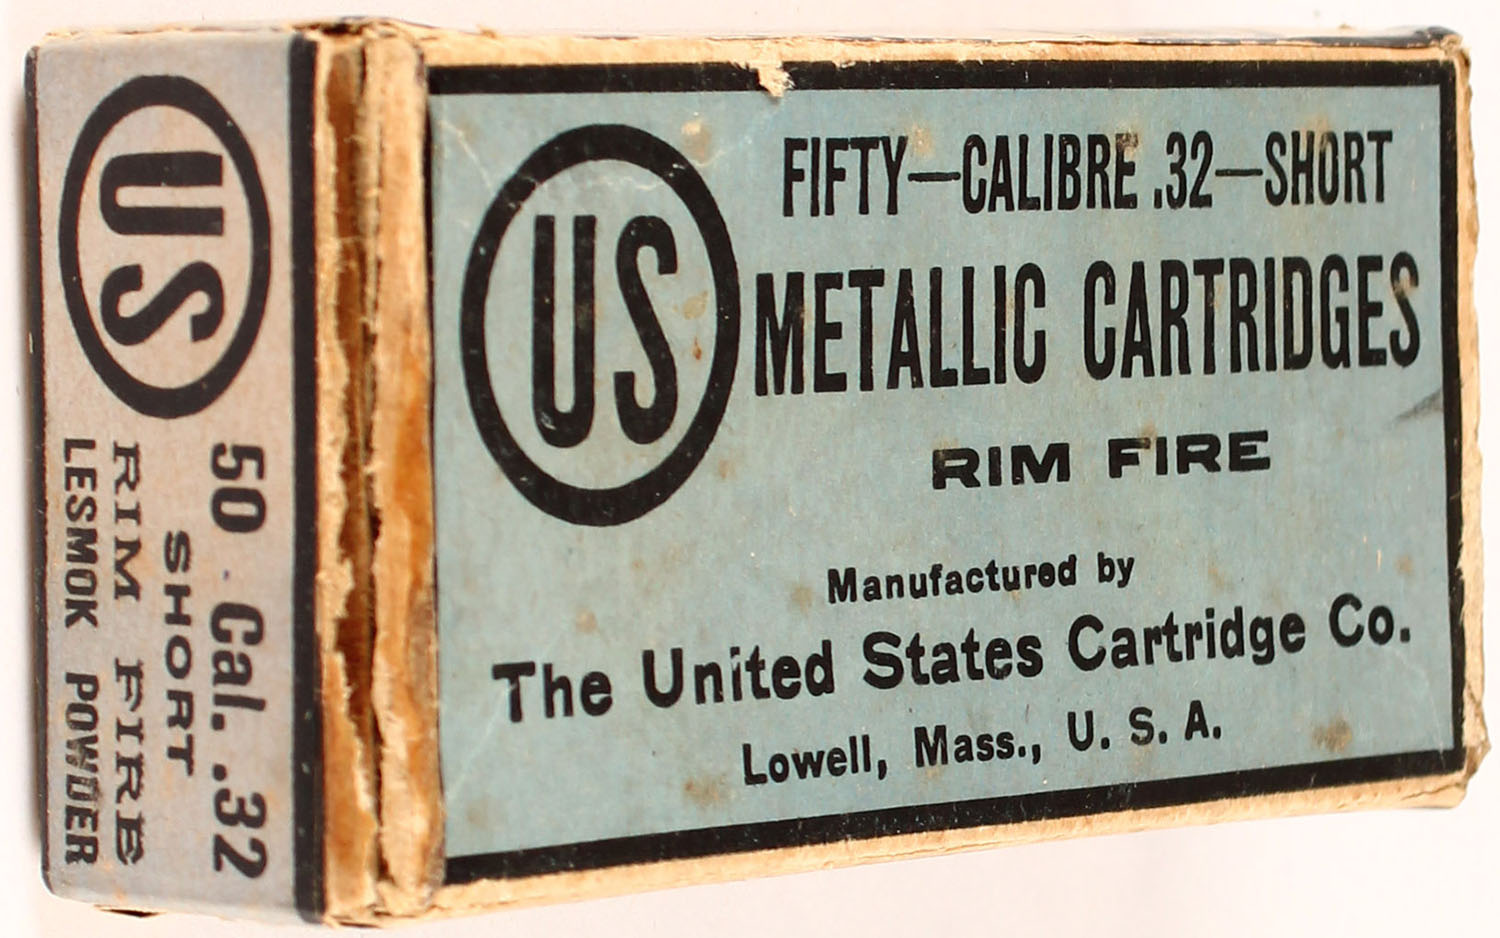 US
FIFTY—CALIBRE .32—SHORT
METALLIC CARTRIDGES
RIM FIRE
Manufactured by
The United States Cartridge Co.
Lowell, Mass., U. S. A.
US
50 Cal. .32
SHORT
RIM FIRE
LESMOK POWDER